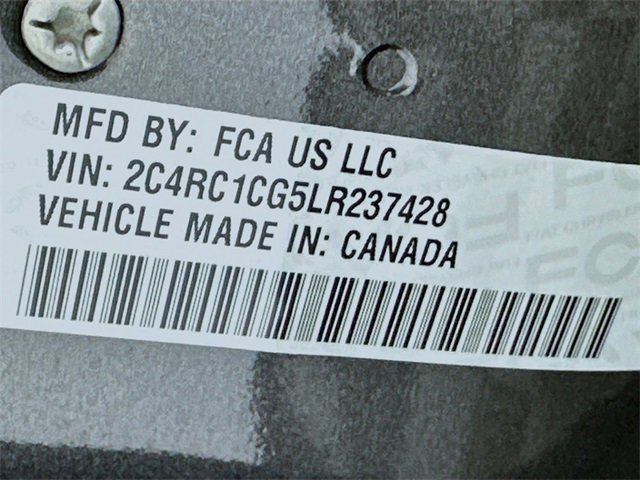 MFD BY: FCA US LLC
VIN: 2C4RC1CG5LR237428
VEHICLE MADE IN: CANADA